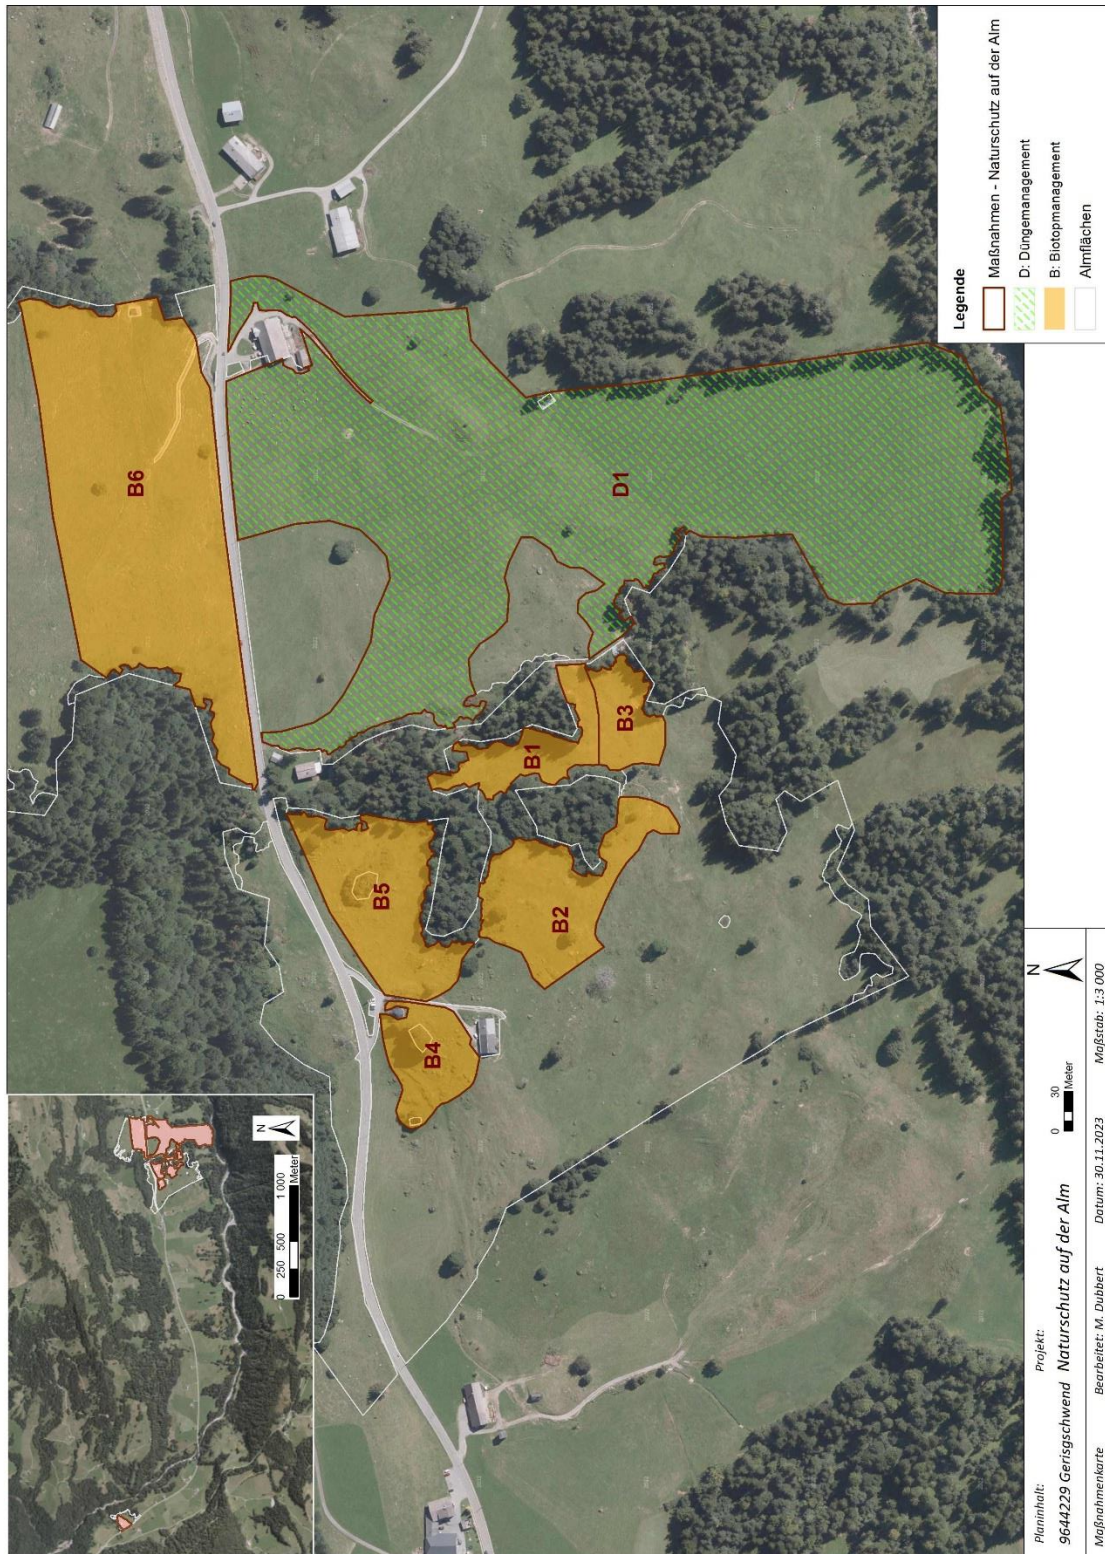 N
0 250 500 1 000
Meter
B6
B5
B4
B1
B2
B3
D1
Legende
Maßnahmen - Naturschutz auf der Alm
D: Düngemanagement
B: Biotopmanagement
Almflächen
Planinhalt:
Projekt:
9644229 Gerisgschwend Naturschutz auf der Alm
0 30
Meter
N
Maßnahmenkarte
Bearbeitet: M. Dubbert
Datum: 30.11.2023
Maßstab: 1:3 000